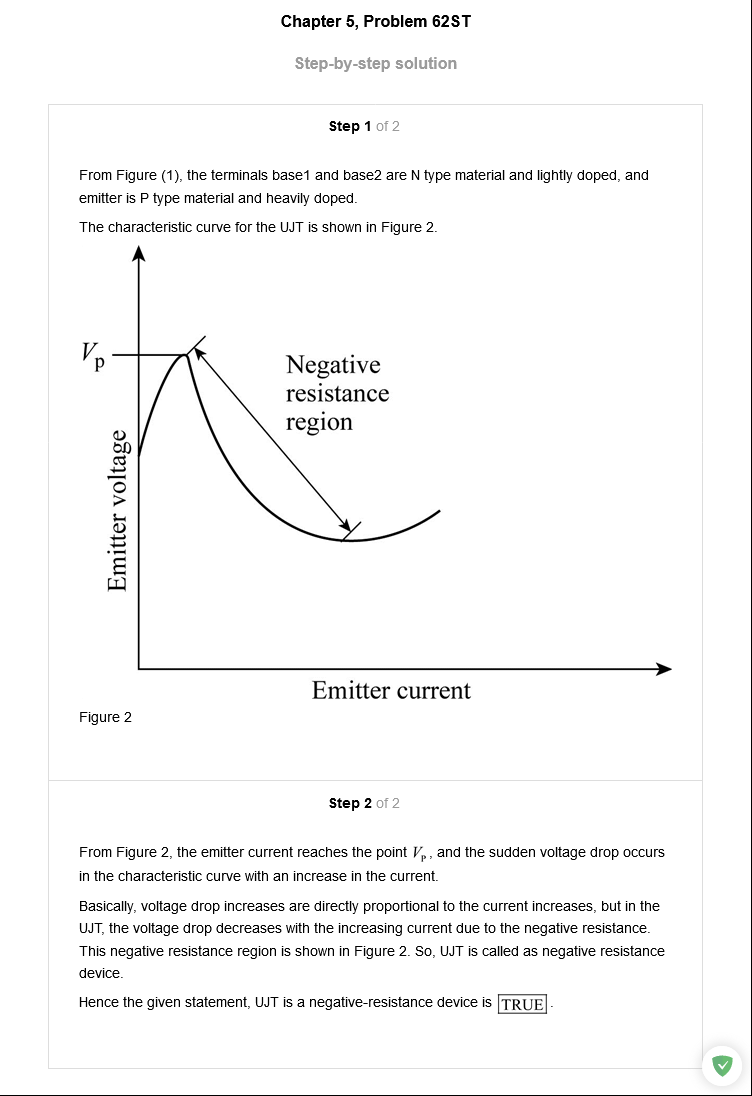 Chapter 5, Problem 62ST
Step-by-step solution
Step 1 of 2
From Figure (1), the terminals base1 and base2 are N type material and lightly doped, and
emitter is P type material and heavily doped.
The characteristic curve for the UJT is shown in Figure 2.
Vp
Negative
resistance
region
Emitter voltage
Emitter current
Figure 2
Step 2 of 2
From Figure 2, the emitter current reaches the point Vp, and the sudden voltage drop occurs
in the characteristic curve with an increase in the current.
Basically, voltage drop increases are directly proportional to the current increases, but in the
UJT, the voltage drop decreases with the increasing current due to the negative resistance.
This negative resistance region is shown in Figure 2. So, UJT is called as negative resistance
device.
Hence the given statement, UJT is a negative-resistance device is TRUE.